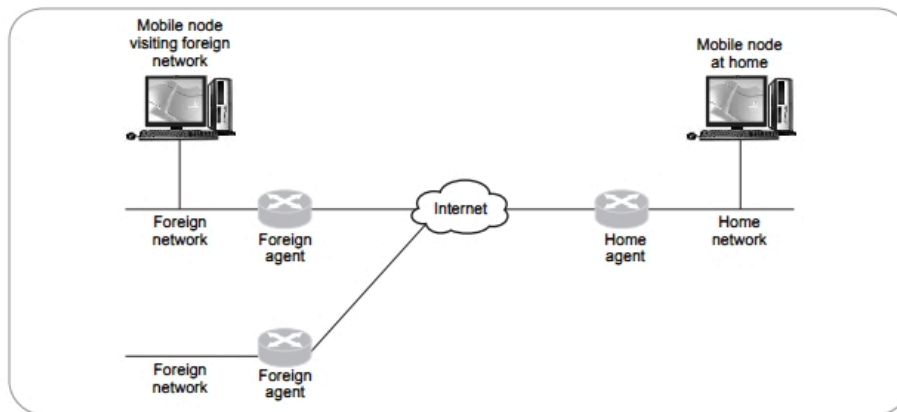 Mobile node
visiting foreign
network
Mobile node
at home
Internet
Foreign
network
Foreign
agent
Home
agent
Home
network
Foreign
network
Foreign
agent